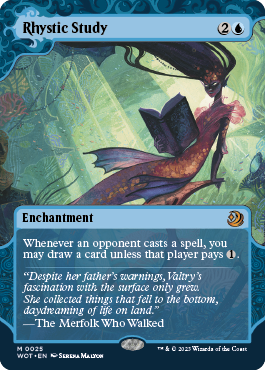 Rhystic Study 2
Enchantment
Whenever an opponent casts a spell, you
may draw a card unless that player pays 1.
“Despite her father's warnings, Valtry's
fascination with the surface only grew.
She collected things that fell to the bottom,
daydreaming of life on land.”
—The Merfolk Who Walked
M 0025
WOT • EN Serena Malyon
™ & © 2023 Wizards of the Coast